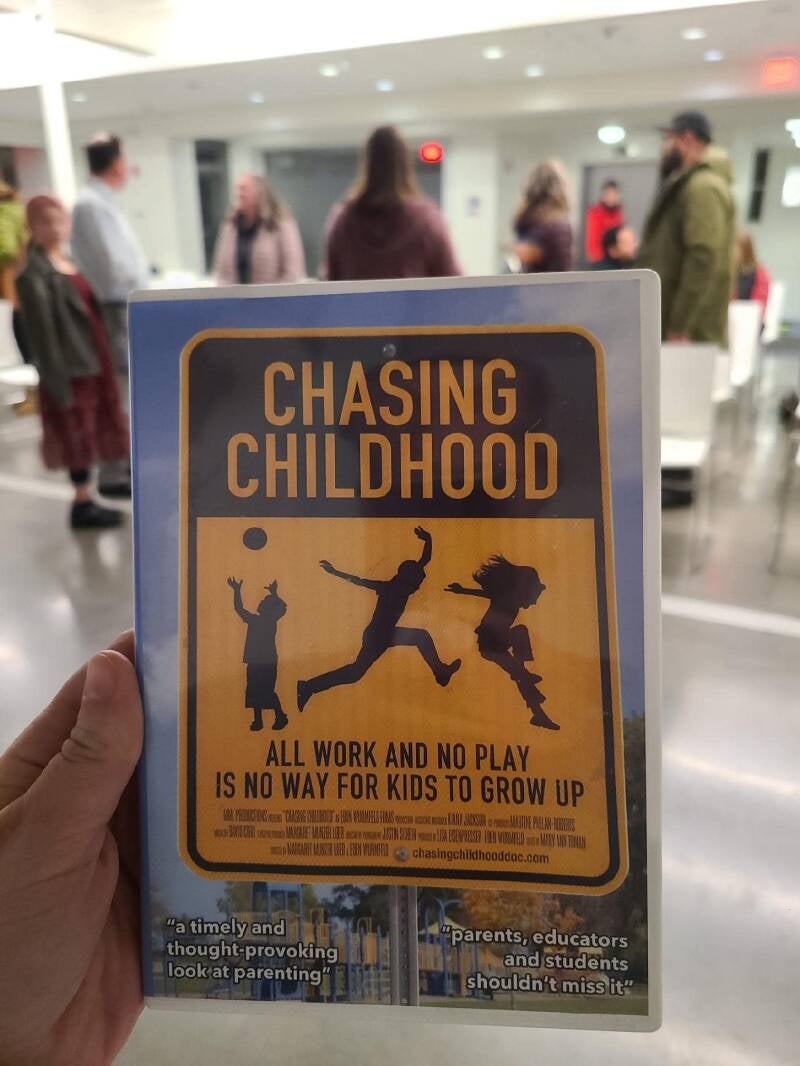 CHASING
CHILDHOOD
ALL WORK AND NO PLAY
IS NO WAY FOR KIDS TO GROW UP
chasingchildhooddoc.com
"a timely and
thought-provoking
look at parenting"
"parents, educators
and students
shouldn't miss it"